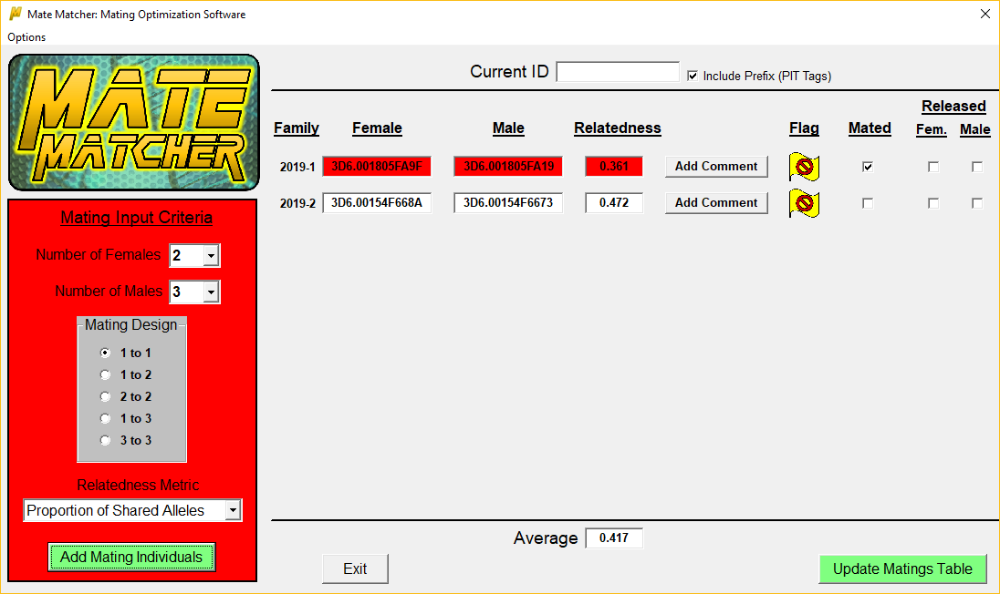 Mate Matcher: Mating Optimization Software
Options
MATE
MATCHER
Current ID
Include Prefix (PIT Tags)
Released
Family Female Male Relatedness Flag Mated Fem. Male
2019-1 3D6.001805FA9F 3D6.001805FA19 0.361 Add Comment
2019-2 3D6.00154F668A 3D6.00154F6673 0.472 Add Comment
Mating Input Criteria
Number of Females 2
Number of Males 3
Mating Design
1 to 1
1 to 2
2 to 2
1 to 3
3 to 3
Relatedness Metric
Proportion of Shared Alleles
Add Mating Individuals
Average 0.417
Exit
Update Matings Table